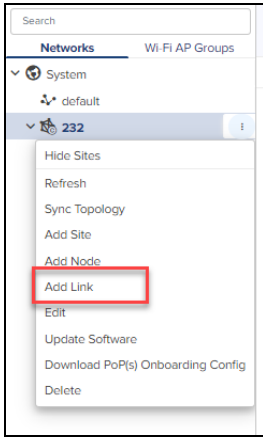 Search
Networks Wi-Fi AP Groups
System
default
232
Hide Sites
Refresh
Sync Topology
Add Site
Add Node
Add Link
Edit
Update Software
Download PoP(s) Onboarding Config
Delete